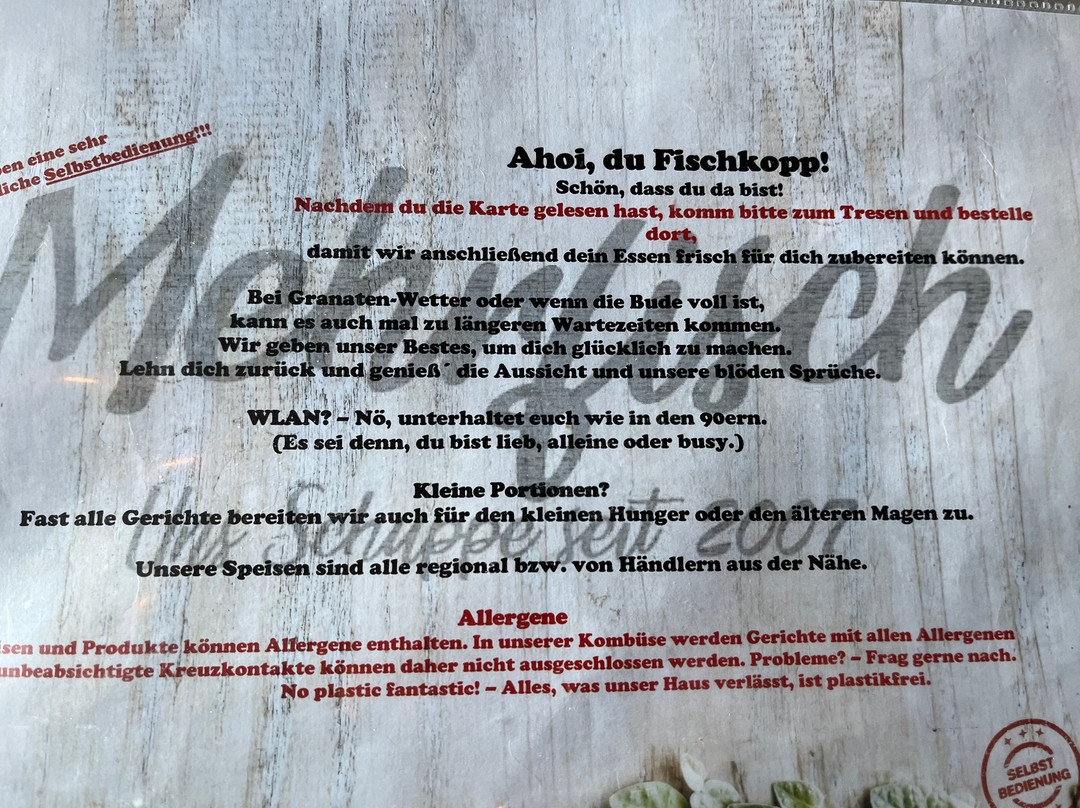 ben eine sehr
liche Selbstbedienung!!!
Ahoi, du Fischkopp!
Schön, dass du da bist!
Nachdem du die Karte gelesen hast, komm bitte zum Tresen und bestelle
dort,
damit wir anschließend dein Essen frisch für dich zubereiten können.
Bei Granaten-Wetter oder wenn die Bude voll ist,
kann es auch mal zu längeren Wartezeiten kommen.
Wir geben unser Bestes, um dich glücklich zu machen.
Lehn dich zurück und genieß´ die Aussicht und unsere blöden Sprüche.
WLAN? – Nö, unterhaltet euch wie in den 90ern.
(Es sei denn, du bist lieb, alleine oder busy.)
Kleine Portionen?
Fast alle Gerichte bereiten wir auch für den kleinen Hunger oder den älteren Magen zu.
Uns Schuppe seit 2007
Unsere Speisen sind alle regional bzw. von Händlern aus der Nähe.
Allergene
isen und Produkte können Allergene enthalten. In unserer Kombüse werden Gerichte mit allen Allergenen
unbeabsichtigte Kreuzkontakte können daher nicht ausgeschlossen werden. Probleme? – Frag gerne nach.
No plastic fantastic! – Alles, was unser Haus verlässt, ist plastikfrei.
SELBST
BEDIENUNG